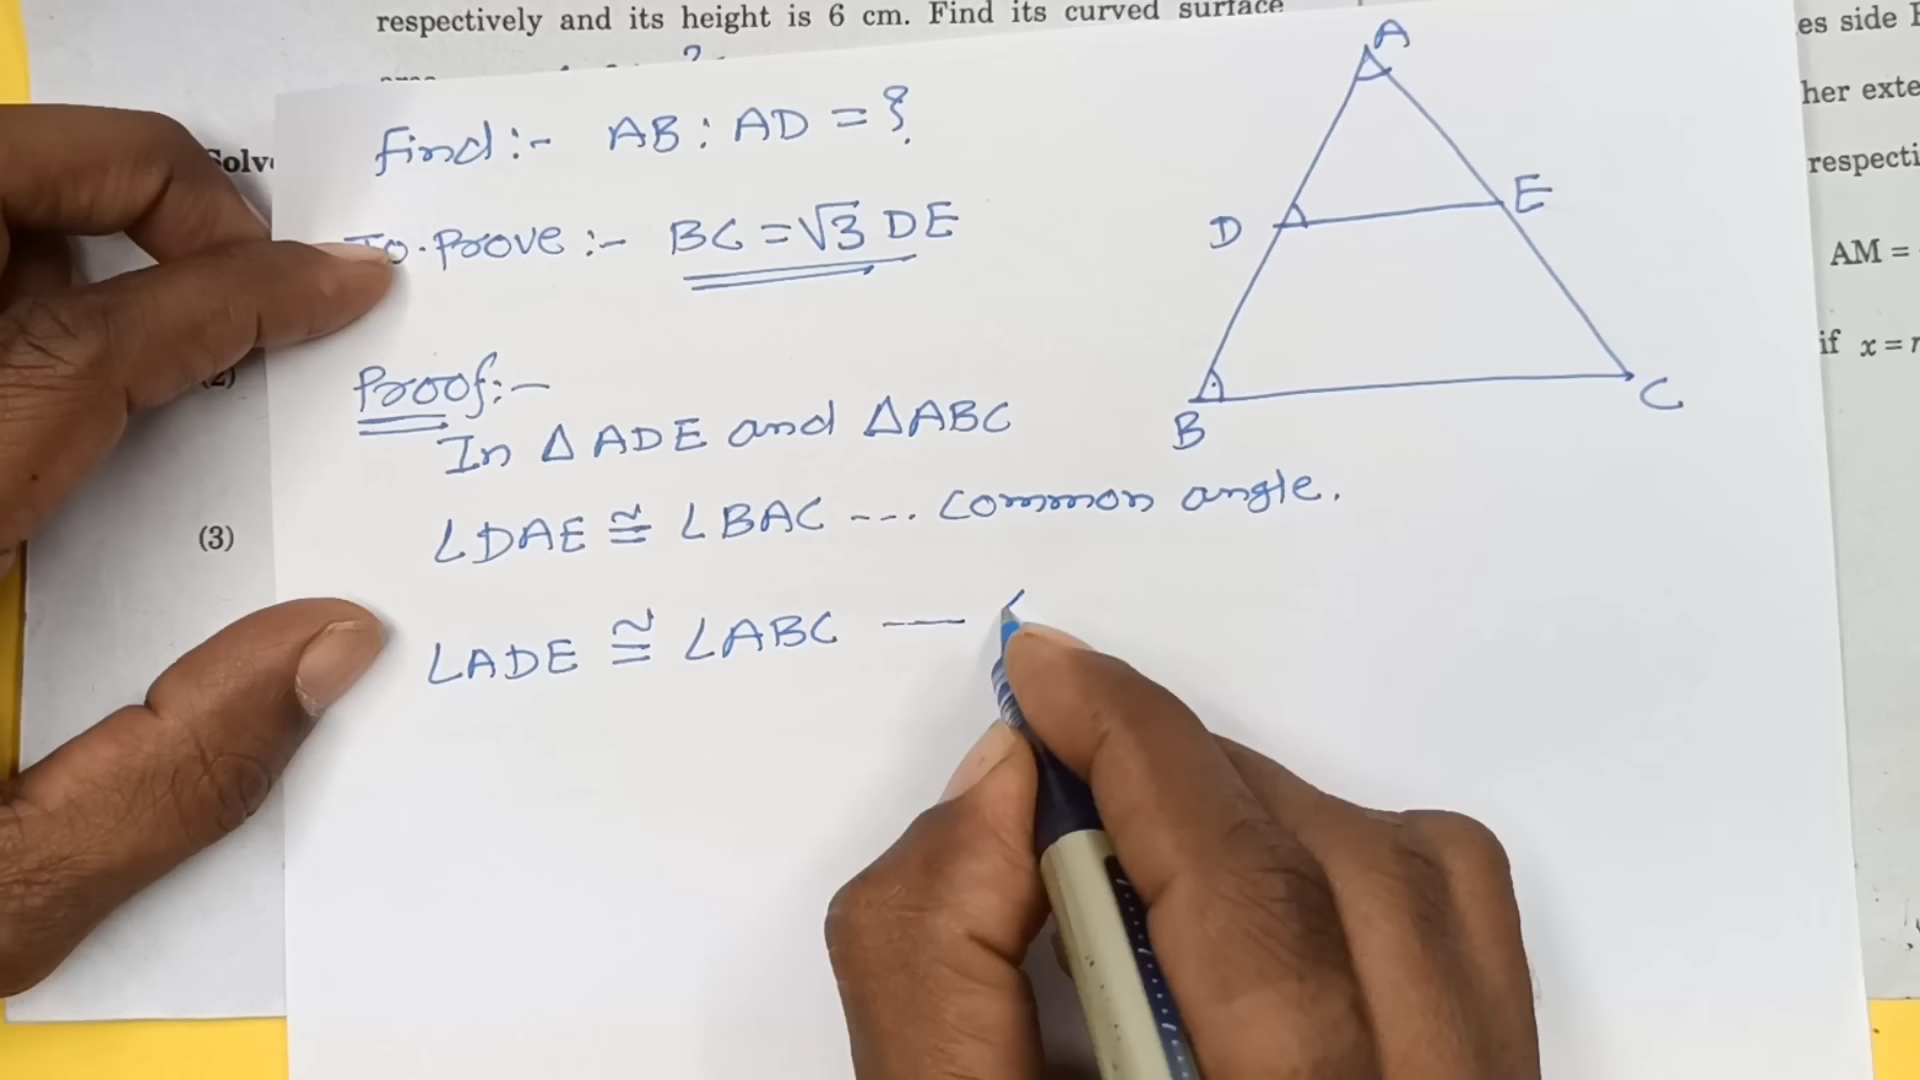 respectively and its height is 6 cm. Find its curved surface
find:- AB : AD = ?
To prove :- BC = √3 DE
Proof:-
In △ ADE and △ABC
∠DAE ≅ ∠BAC --- common angle.
∠ADE ≅ ∠ABC —
A
D
E
B
C
(2)
(3)
es side
her exte
respecti
AM =
if x =